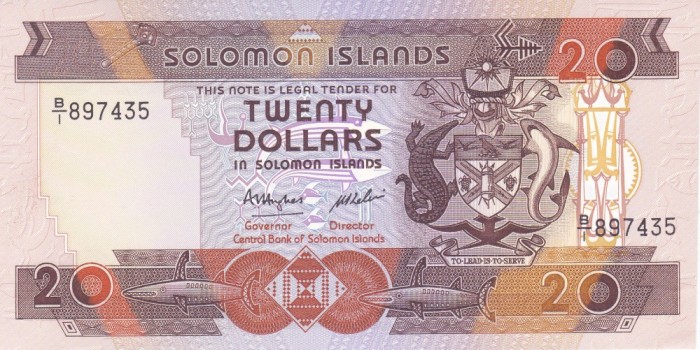 SOLOMON ISLANDS
20
THIS NOTE IS LEGAL TENDER FOR
TWENTY
DOLLARS
IN SOLOMON ISLANDS
B/1 897435
Governor Director
Central Bank of Solomon Islands
B/1 897435
TO·LEAD·IS·TO·SERVE
20
20